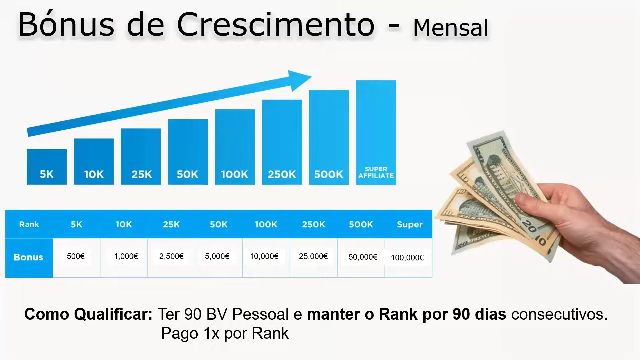 Bónus de Crescimento - Mensal
5K 10K 25K 50K 100K 250K 500K SUPER AFFILIATE
Rank 5K 10K 25K 50K 100K 250K 500K Super
Bonus 500€ 1,000€ 2,500€ 5,000€ 10,000€ 25,000€ 50,000€ 100,000€
Como Qualificar: Ter 90 BV Pessoal e manter o Rank por 90 dias consecutivos.
Pago 1x por Rank
20